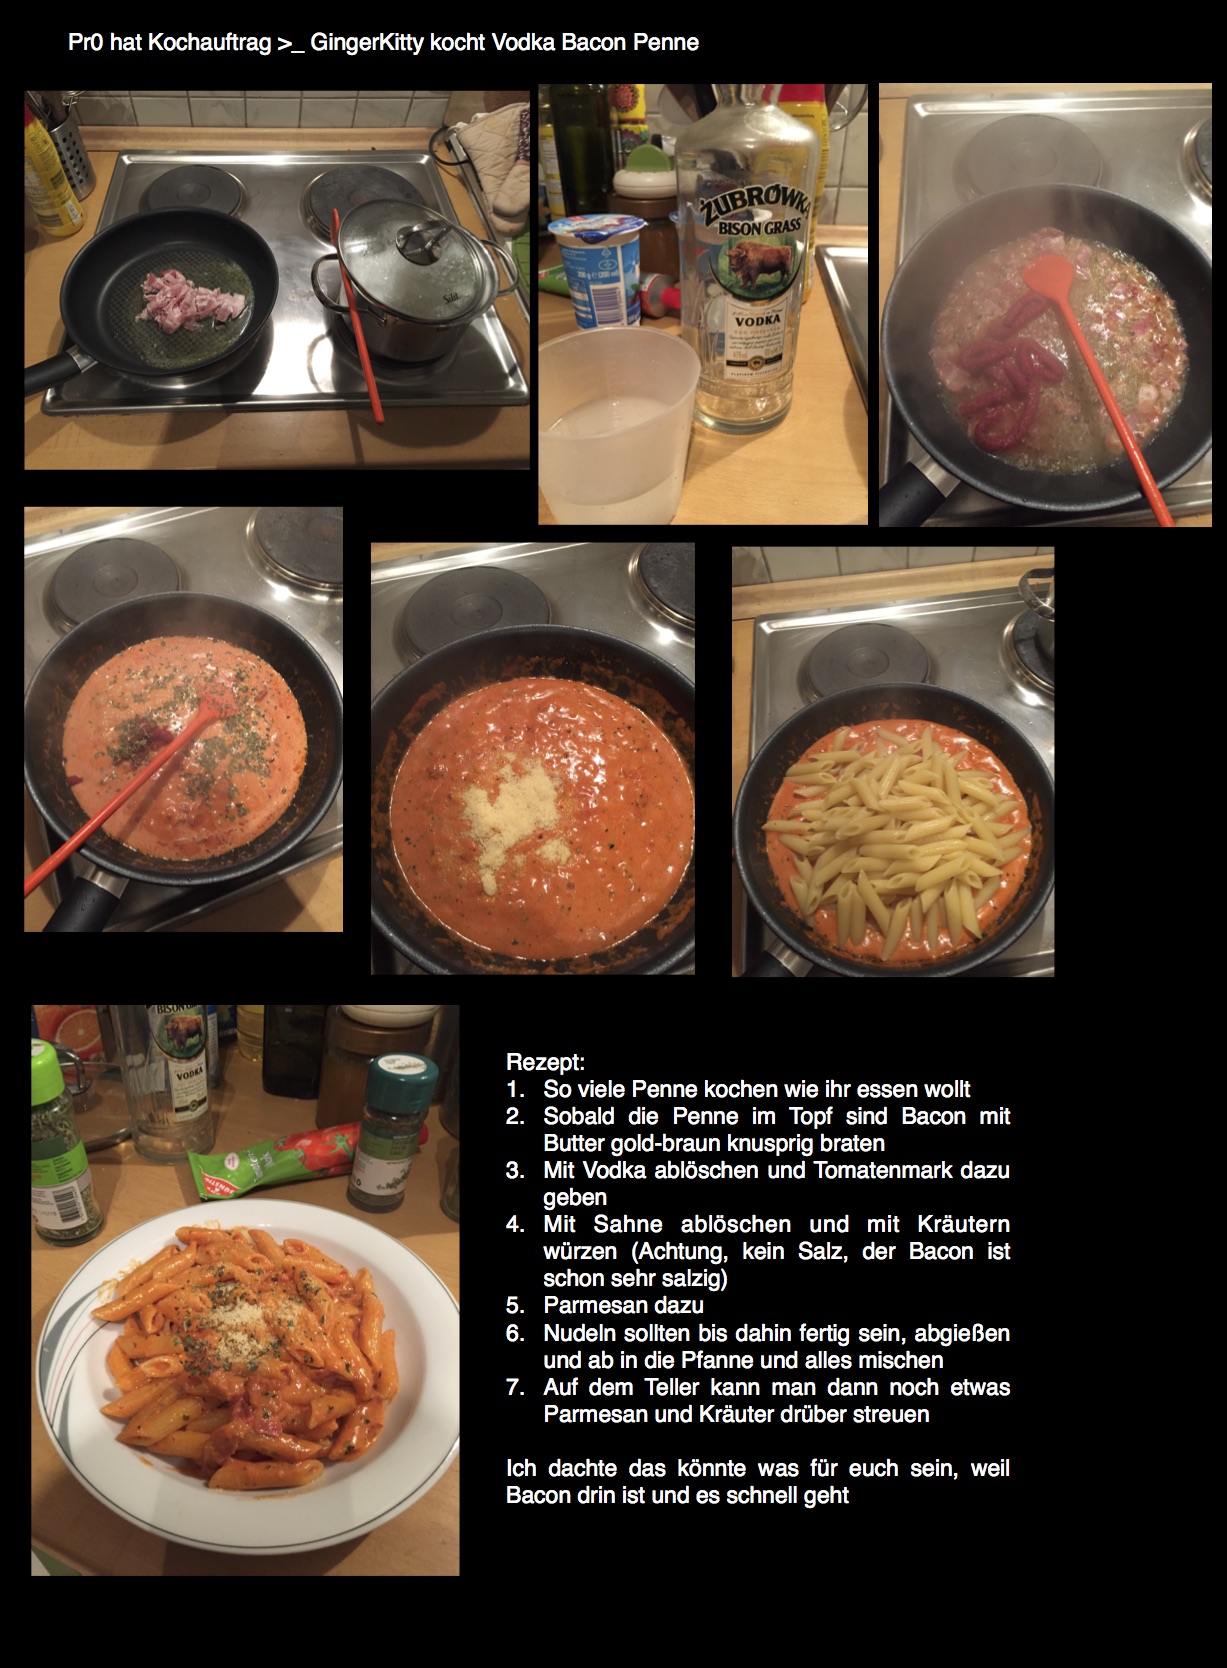 Pr0 hat Kochauftrag >_ GingerKitty kocht Vodka Bacon Penne
ŻUBRÓWKA
BISON GRASS
VODKA
Silit
BISON GRASS
VODKA
Rezept:
1. So viele Penne kochen wie ihr essen wollt
2. Sobald die Penne im Topf sind Bacon mit
Butter gold-braun knusprig braten
3. Mit Vodka ablöschen und Tomatenmark dazu
geben
4. Mit Sahne ablöschen und mit Kräutern
würzen (Achtung, kein Salz, der Bacon ist
schon sehr salzig)
5. Parmesan dazu
6. Nudeln sollten bis dahin fertig sein, abgießen
und ab in die Pfanne und alles mischen
7. Auf dem Teller kann man dann noch etwas
Parmesan und Kräuter drüber streuen
Ich dachte das könnte was für euch sein, weil
Bacon drin ist und es schnell geht